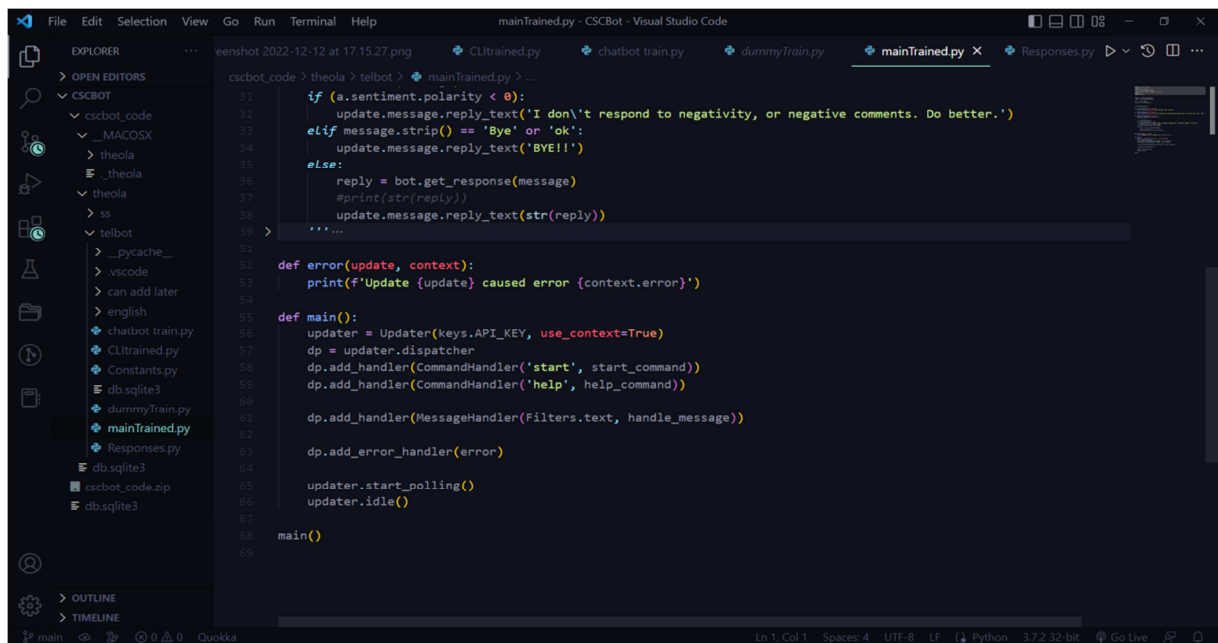 File Edit Selection View Go Run Terminal Help
mainTrained.py - CSCBot - Visual Studio Code
EXPLORER
reenshot 2022-12-12 at 17.15.27.png CLItrained.py chatbot train.py dummyTrain.py mainTrained.py Responses.py
OPEN EDITORS
CSCBOT
cscbot_code
__MACOSX
theola
._theola
theola
ss
telbot
__pycache__
.vscode
can add later
english
chatbot train.py
CLItrained.py
Constants.py
db.sqlite3
dummyTrain.py
mainTrained.py
Responses.py
db.sqlite3
cscbot_code.zip
db.sqlite3
OUTLINE
TIMELINE
cscbot_code > theola > telbot > mainTrained.py > ...
31 if (a.sentiment.polarity < 0):
32 update.message.reply_text('I don\'t respond to negativity, or negative comments. Do better.')
33 elif message.strip() == 'Bye' or 'ok':
34 update.message.reply_text('BYE!!')
35 else:
36 reply = bot.get_response(message)
37 #print(str(reply))
38 update.message.reply_text(str(reply))
39 '''...
51
52 def error(update, context):
53 print(f'Update {update} caused error {context.error}')
54
55 def main():
56 updater = Updater(keys.API_KEY, use_context=True)
57 dp = updater.dispatcher
58 dp.add_handler(CommandHandler('start', start_command))
59 dp.add_handler(CommandHandler('help', help_command))
60
61 dp.add_handler(MessageHandler(Filters.text, handle_message))
62
63 dp.add_error_handler(error)
64
65 updater.start_polling()
66 updater.idle()
67
68 main()
69
main 0 0 Quokka Ln 1, Col 1 Spaces: 4 UTF-8 LF Python 3.7.2 32-bit Go Live